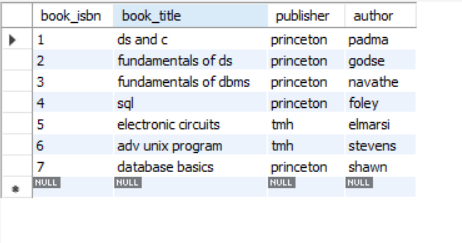 book_isbn book_title publisher author
1 ds and c princeton padma
2 fundamentals of ds princeton godse
3 fundamentals of dbms princeton navathe
4 sql princeton foley
5 electronic circuits tmh elmarsi
6 adv unix program tmh stevens
7 database basics princeton shawn
NULL NULL NULL NULL